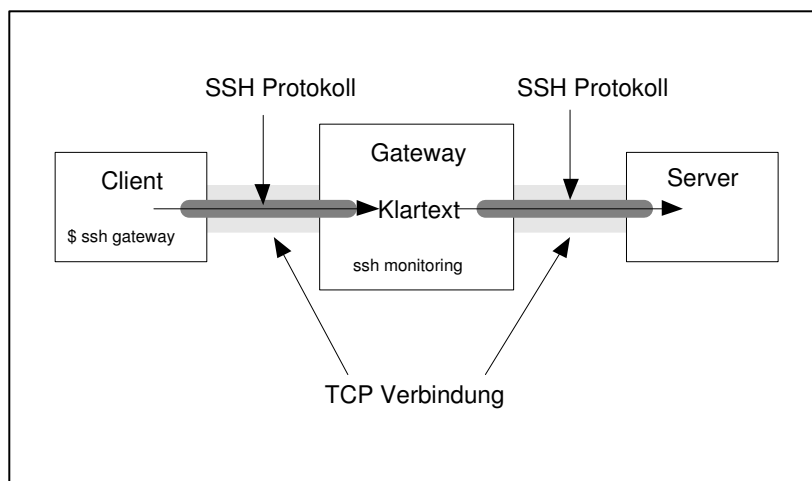 SSH Protokoll
SSH Protokoll
Client
Gateway
Server
Klartext
$ ssh gateway
ssh monitoring
TCP Verbindung